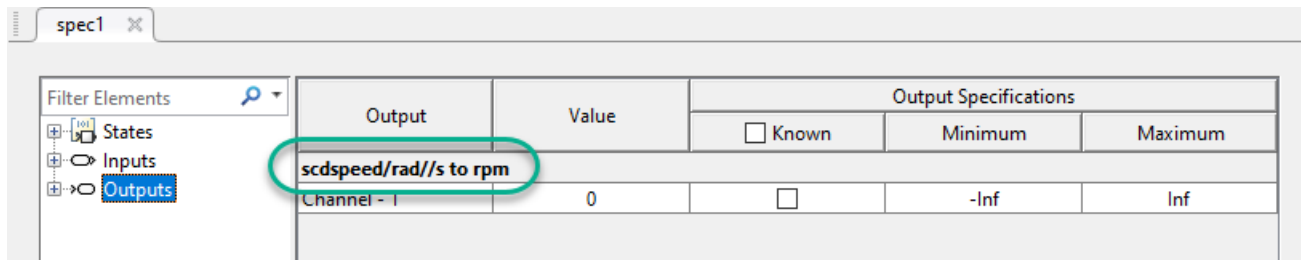 spec1
Filter Elements
States
Inputs
Outputs
Output Value Output Specifications
Known Minimum Maximum
scdspeed/rad//s to rpm
Channel - 1 0 -Inf Inf